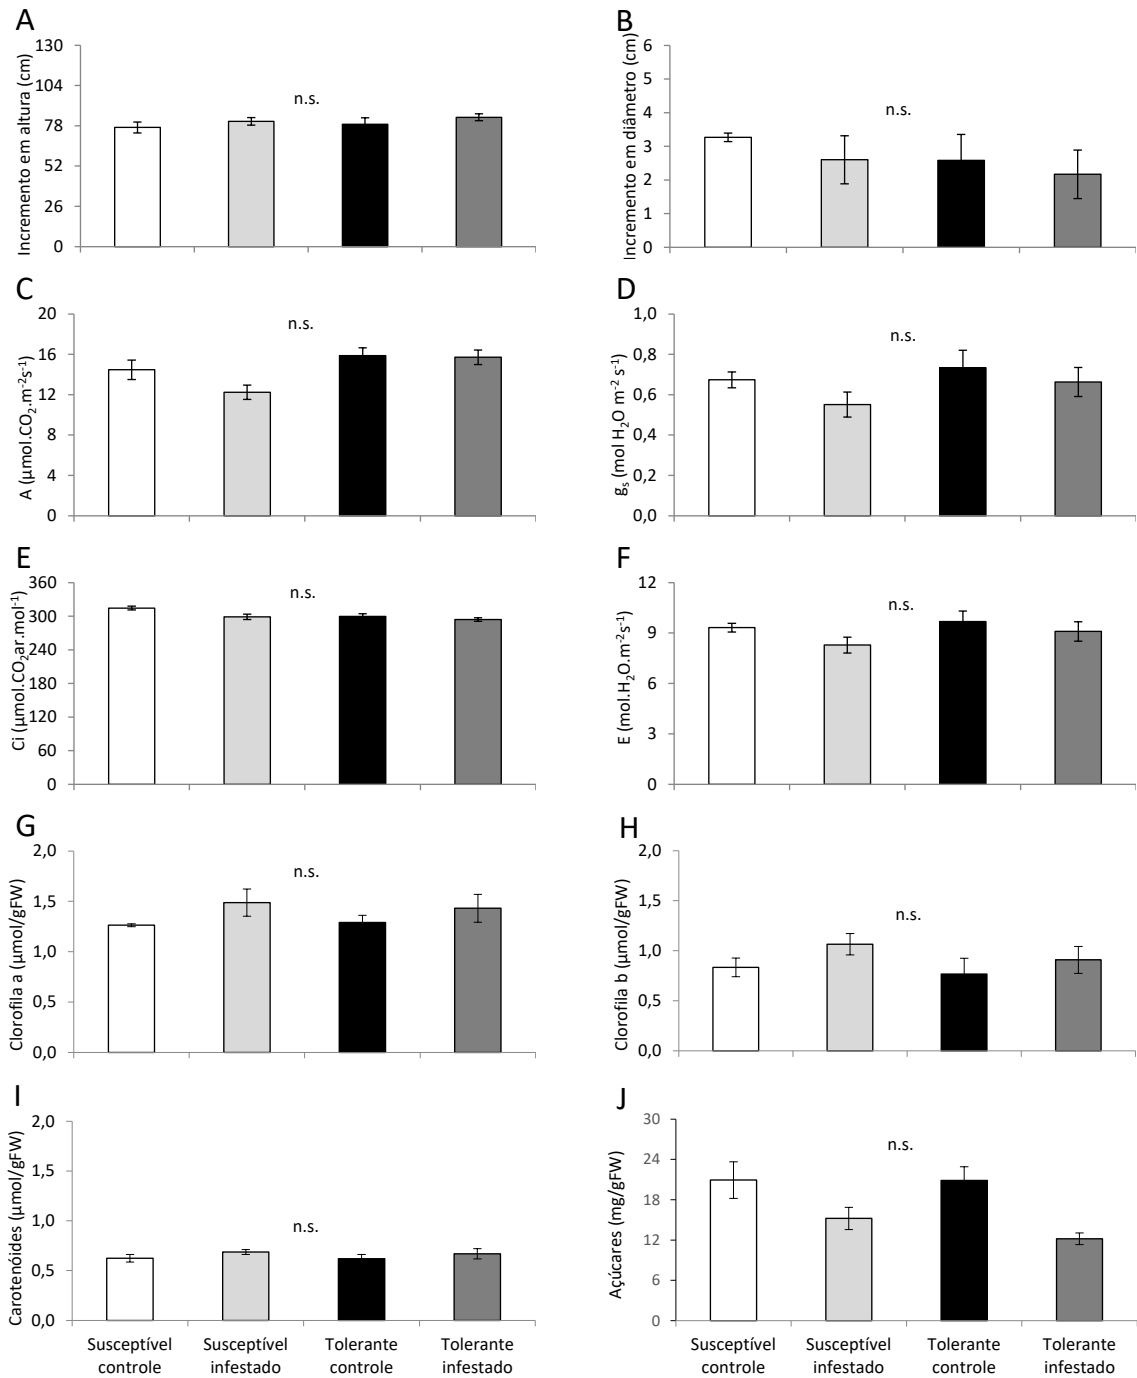 A
Incremento em altura (cm)
130
104
78
52
26
0
n.s.
B
Incremento em diâmetro (cm)
6
5
4
3
2
1
0
n.s.
C
A (µmol.CO₂.m⁻²s⁻¹)
20
16
12
8
4
0
n.s.
D
gₛ (mol H₂O m⁻² s⁻¹)
1,0
0,8
0,6
0,4
0,2
0,0
n.s.
E
Ci (µmol.CO₂ar.mol⁻¹)
360
300
240
180
120
60
0
n.s.
F
E (mol.H₂O.m⁻²s⁻¹)
12
9
6
3
0
n.s.
G
Clorofila a (µmol/gFW)
2,0
1,5
1,0
0,5
0,0
n.s.
H
Clorofila b (µmol/gFW)
2,0
1,5
1,0
0,5
0,0
n.s.
I
Carotenóides (µmol/gFW)
2,0
1,5
1,0
0,5
0,0
n.s.
Susceptível
controle
Susceptível
infestado
Tolerante
controle
Tolerante
infestado
J
Açúcares (mg/gFW)
30
24
18
12
6
0
n.s.
Susceptível
controle
Susceptível
infestado
Tolerante
controle
Tolerante
infestado